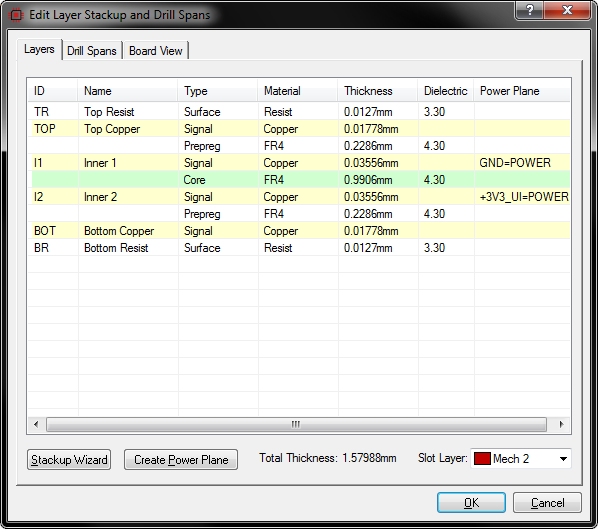 Edit Layer Stackup and Drill Spans
Layers Drill Spans Board View
ID Name Type Material Thickness Dielectric Power Plane
TR Top Resist Surface Resist 0.0127mm 3.30
TOP Top Copper Signal Copper 0.01778mm
Prepreg FR4 0.2286mm 4.30
I1 Inner 1 Signal Copper 0.03556mm GND=POWER
Core FR4 0.9906mm 4.30
I2 Inner 2 Signal Copper 0.03556mm +3V3_UI=POWER
Prepreg FR4 0.2286mm 4.30
BOT Bottom Copper Signal Copper 0.01778mm
BR Bottom Resist Surface Resist 0.0127mm 3.30
Stackup Wizard Create Power Plane Total Thickness: 1.57988mm Slot Layer: Mech 2
OK Cancel